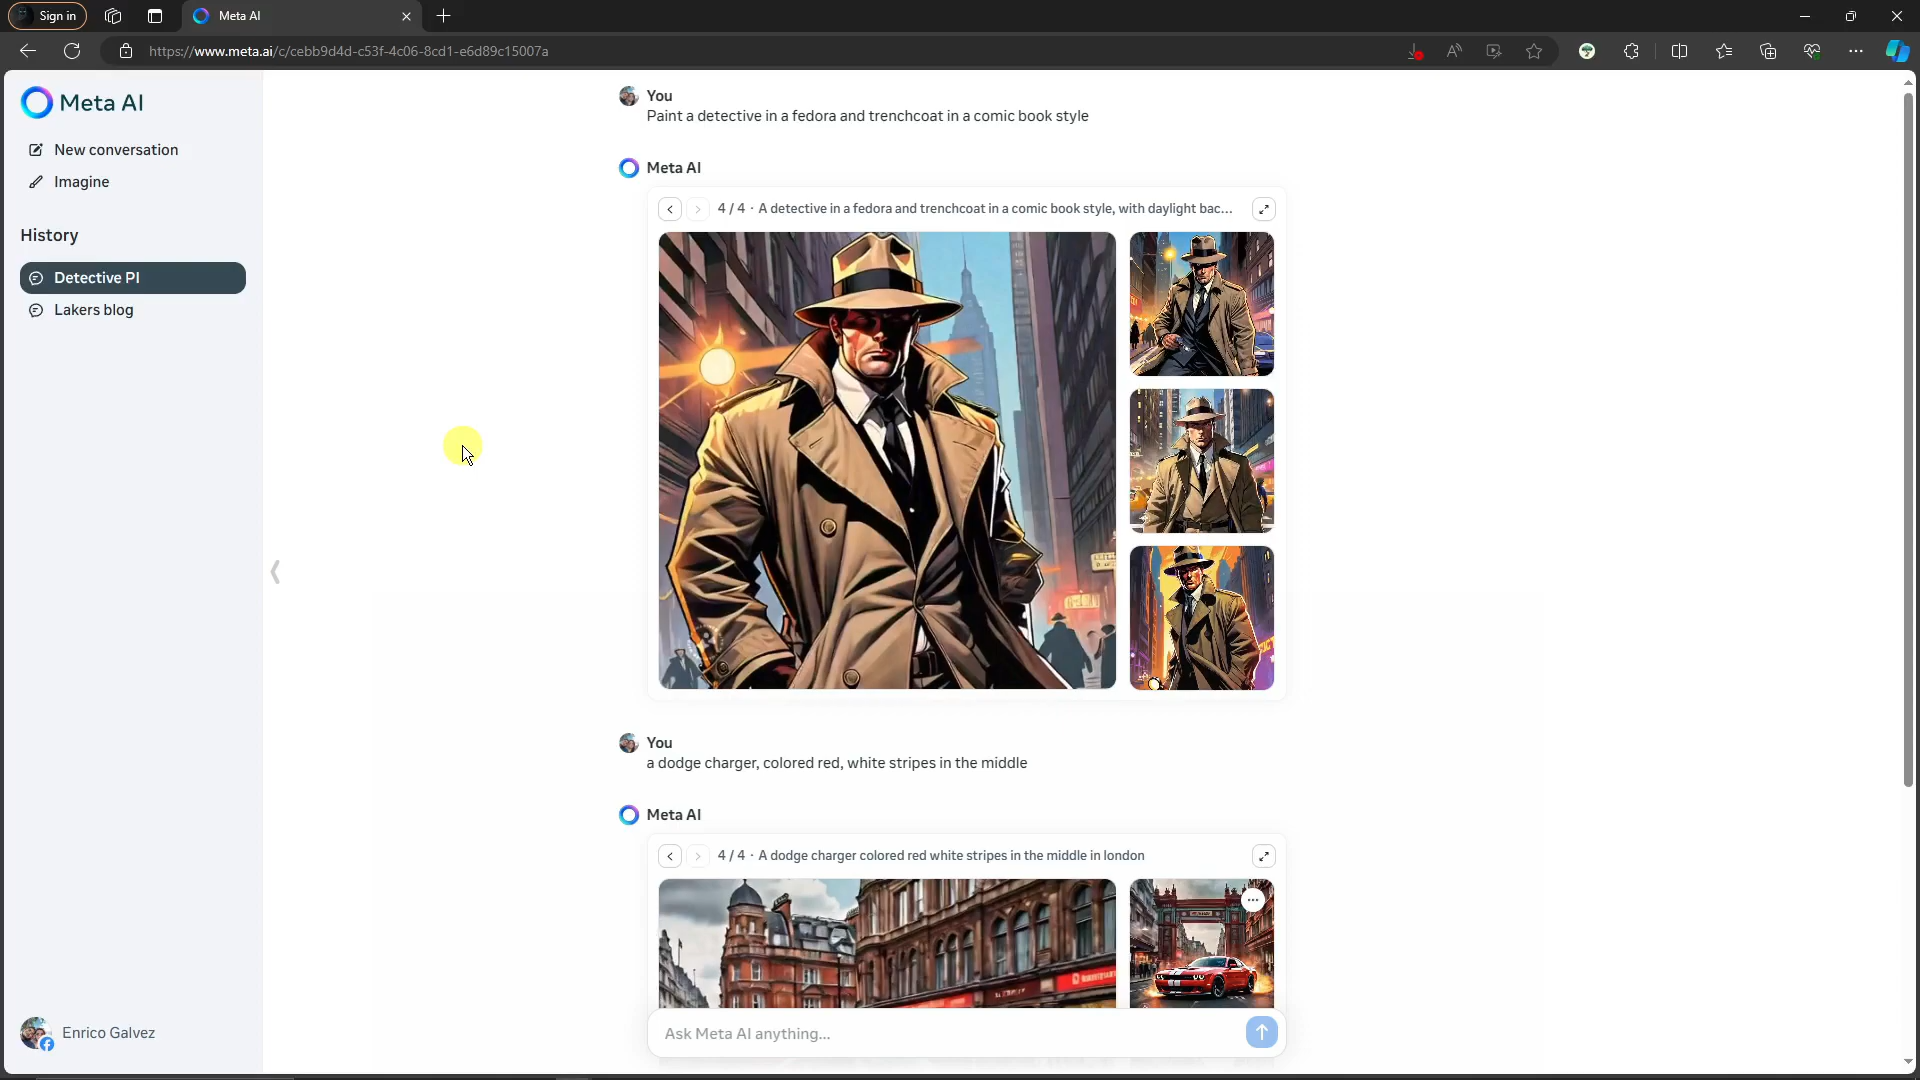 Sign in
Meta AI
https://www.meta.ai/c/cebb9d4d-c53f-4c06-8cd1-e6d89c15007a
Meta AI
New conversation
Imagine
History
Detective PI
Lakers blog
Enrico Galvez
You
Paint a detective in a fedora and trenchcoat in a comic book style
Meta AI
4 / 4 · A detective in a fedora and trenchcoat in a comic book style, with daylight bac...
You
a dodge charger, colored red, white stripes in the middle
Meta AI
4 / 4 · A dodge charger colored red white stripes in the middle in london
Ask Meta AI anything...